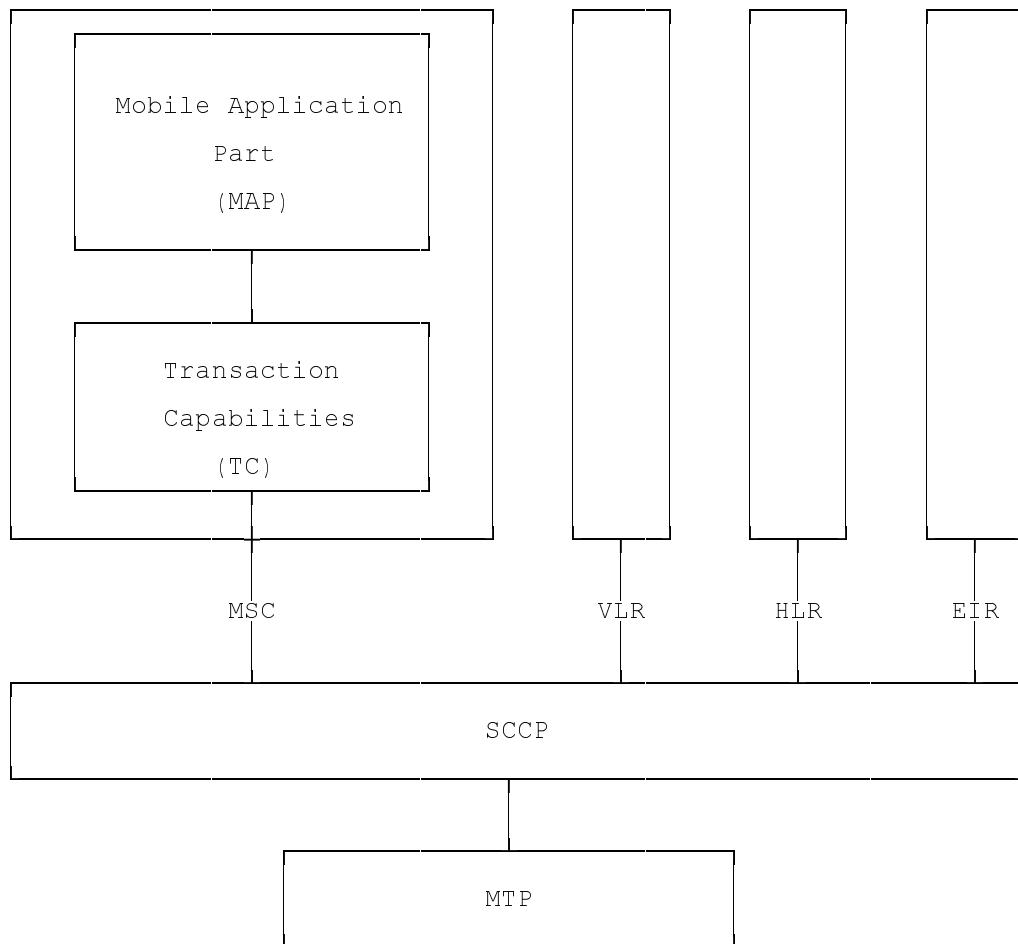 Mobile Application
Part
(MAP)
Transaction
Capabilities
(TC)
MSC
VLR
HLR
EIR
SCCP
MTP